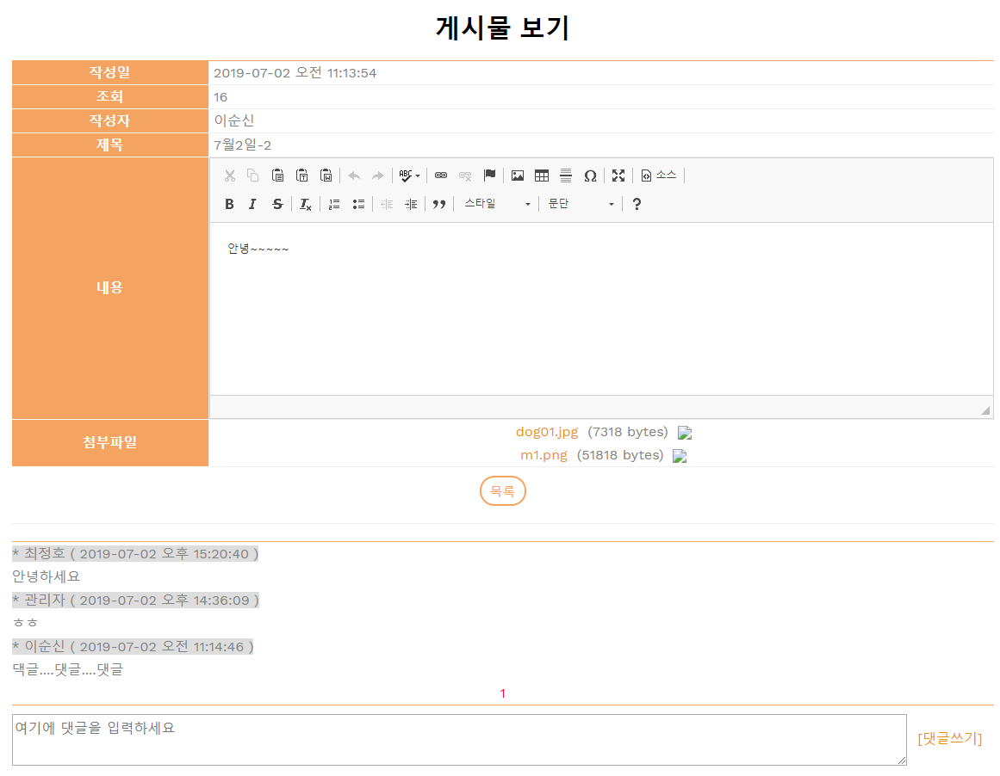 게시물 보기
작성일 2019-07-02 오전 11:13:54
조회 16
작성자 이순신
제목 7월2일-2
내용
ABC 소스
B I S Tx 스타일 문단 ?
안녕~~~~~
첨부파일
dog01.jpg (7318 bytes)
m1.png (51818 bytes)
목록
* 최정호 ( 2019-07-02 오후 15:20:40 )
안녕하세요
* 관리자 ( 2019-07-02 오후 14:36:09 )
ㅎㅎ
* 이순신 ( 2019-07-02 오전 11:14:46 )
댁글....댓글....댓글
1
여기에 댓글을 입력하세요
[댓글쓰기]